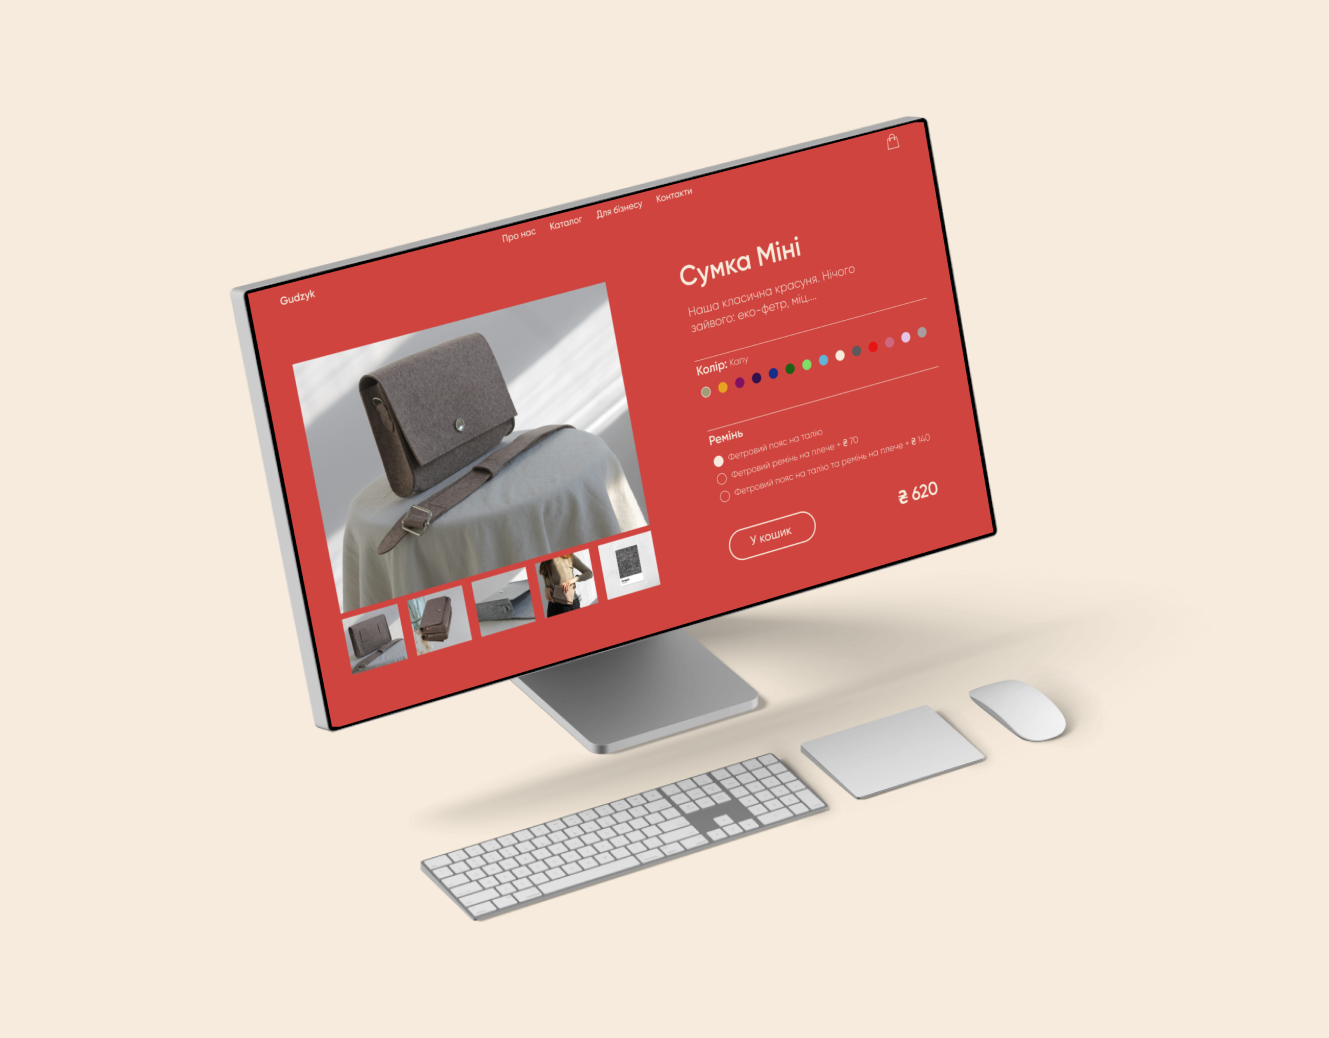 Gudzyk
Про нас Каталог Для бізнесу Контакти
Сумка Міні
Наша класична красуня. Нічого
зайвого: еко-фетр, міц....
Колір: Капу
Ремінь
Фетровий пояс на талію
Фетровий ремінь на плече + ₴ 70
Фетровий пояс на талію та ремінь на плече + ₴ 140
₴ 620
У кошик